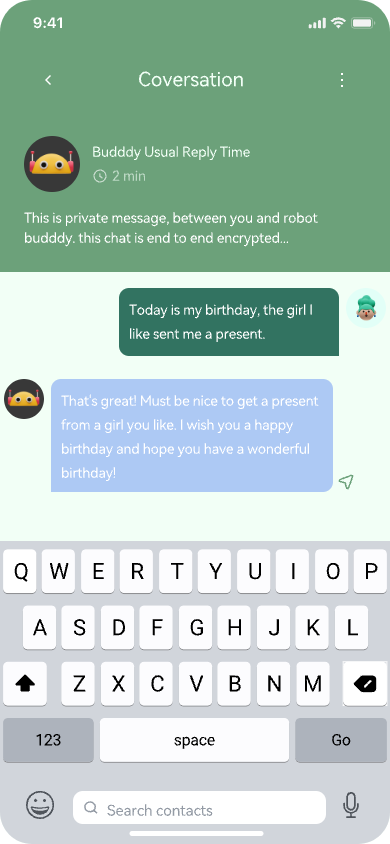 9:41
Coversation
Budddy Usual Reply Time
2 min
This is private message, between you and robot
budddy. this chat is end to end encrypted...
Today is my birthday, the girl I
like sent me a present.
That's great! Must be nice to get a present
from a girl you like. I wish you a happy
birthday and hope you have a wonderful
birthday!
Q W E R T Y U I O P
A S D F G H J K L
Z X C V B N M
123 space Go
Search contacts